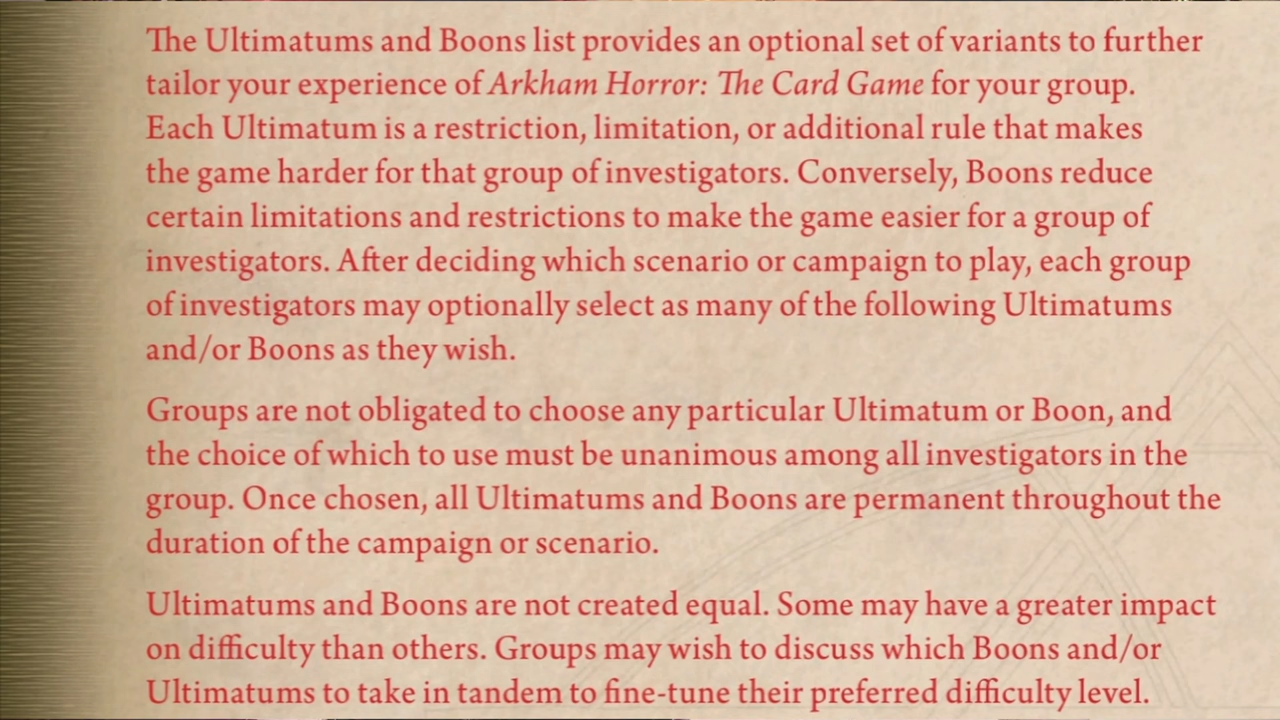 The Ultimatums and Boons list provides an optional set of variants to further
tailor your experience of Arkham Horror: The Card Game for your group.
Each Ultimatum is a restriction, limitation, or additional rule that makes
the game harder for that group of investigators. Conversely, Boons reduce
certain limitations and restrictions to make the game easier for a group of
investigators. After deciding which scenario or campaign to play, each group
of investigators may optionally select as many of the following Ultimatums
and/or Boons as they wish.
Groups are not obligated to choose any particular Ultimatum or Boon, and
the choice of which to use must be unanimous among all investigators in the
group. Once chosen, all Ultimatums and Boons are permanent throughout the
duration of the campaign or scenario.
Ultimatums and Boons are not created equal. Some may have a greater impact
on difficulty than others. Groups may wish to discuss which Boons and/or
Ultimatums to take in tandem to fine-tune their preferred difficulty level.